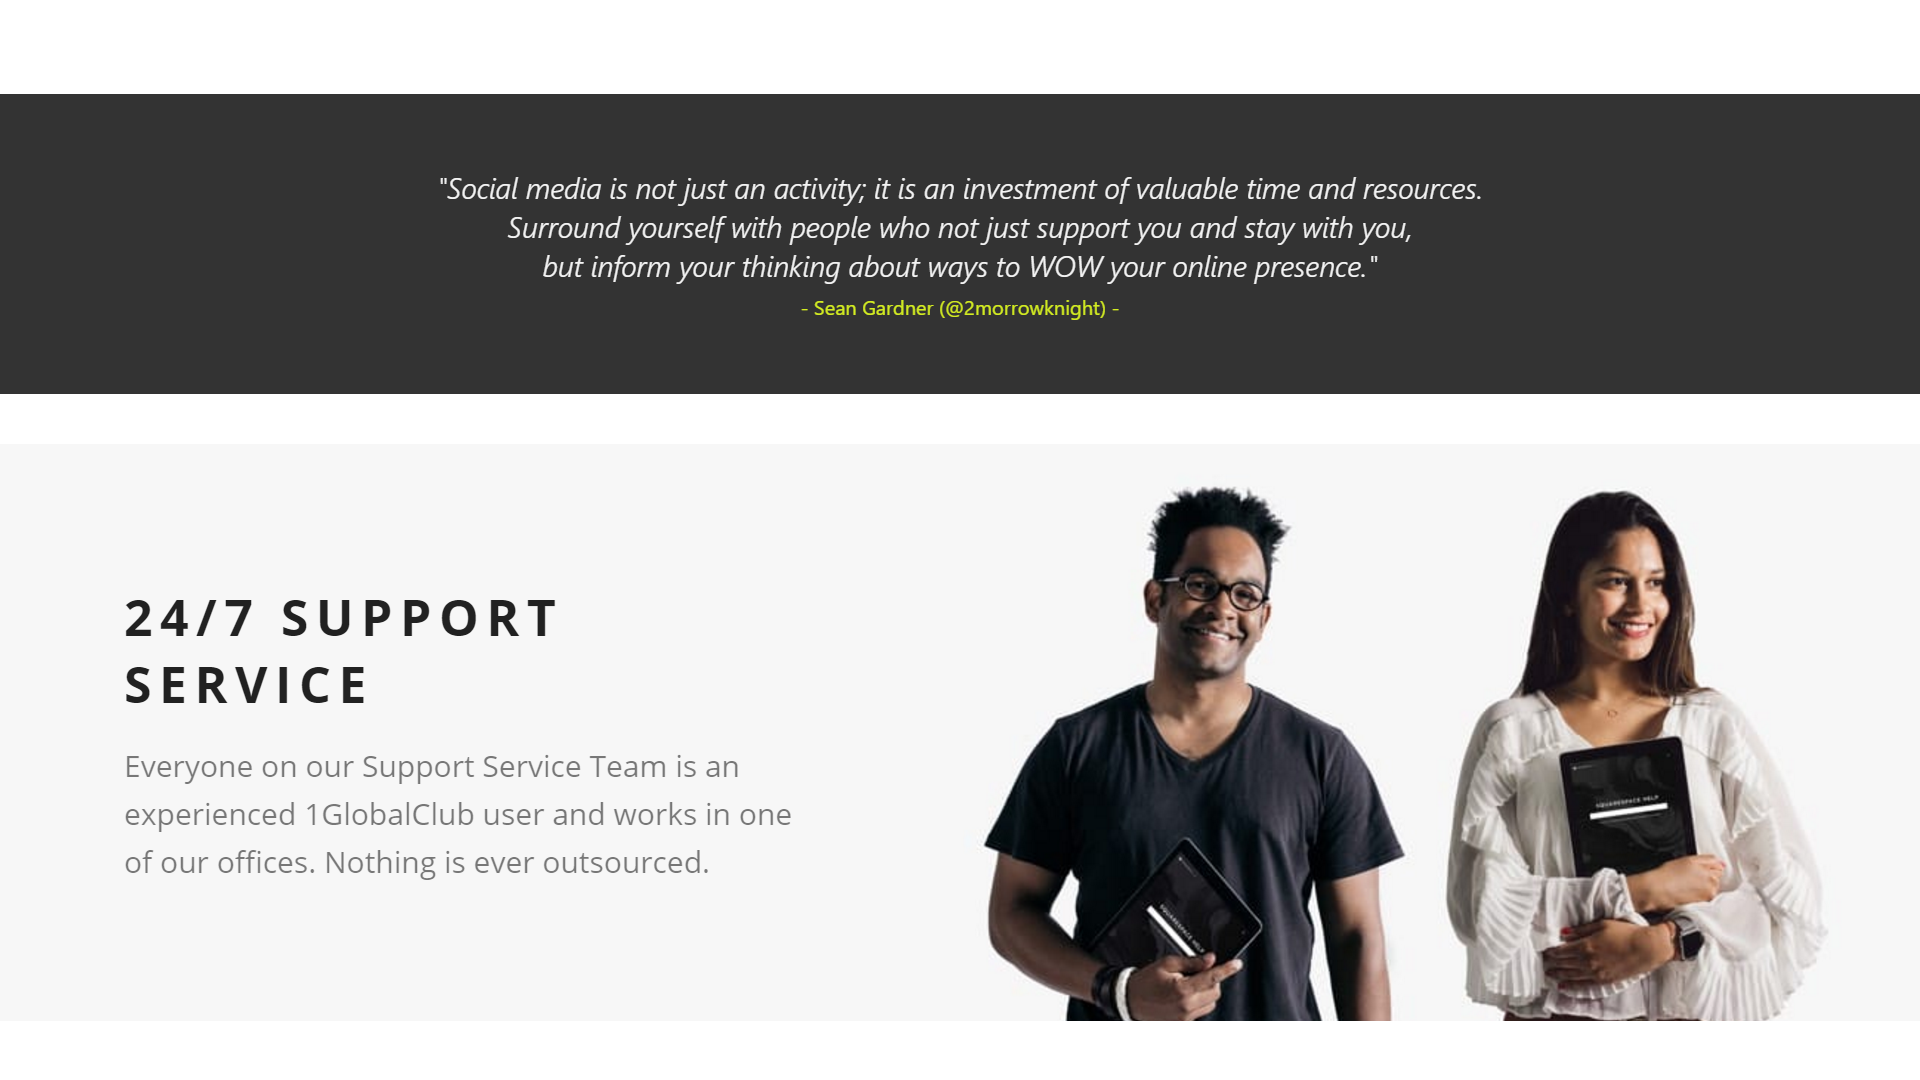 "Social media is not just an activity; it is an investment of valuable time and resources.
Surround yourself with people who not just support you and stay with you,
but inform your thinking about ways to WOW your online presence."
- Sean Gardner (@2morrowknight) -
24/7 SUPPORT
SERVICE
Everyone on our Support Service Team is an
experienced 1GlobalClub user and works in one
of our offices. Nothing is ever outsourced.
SQUARESPACE HELP
SQUARESPACE HELP